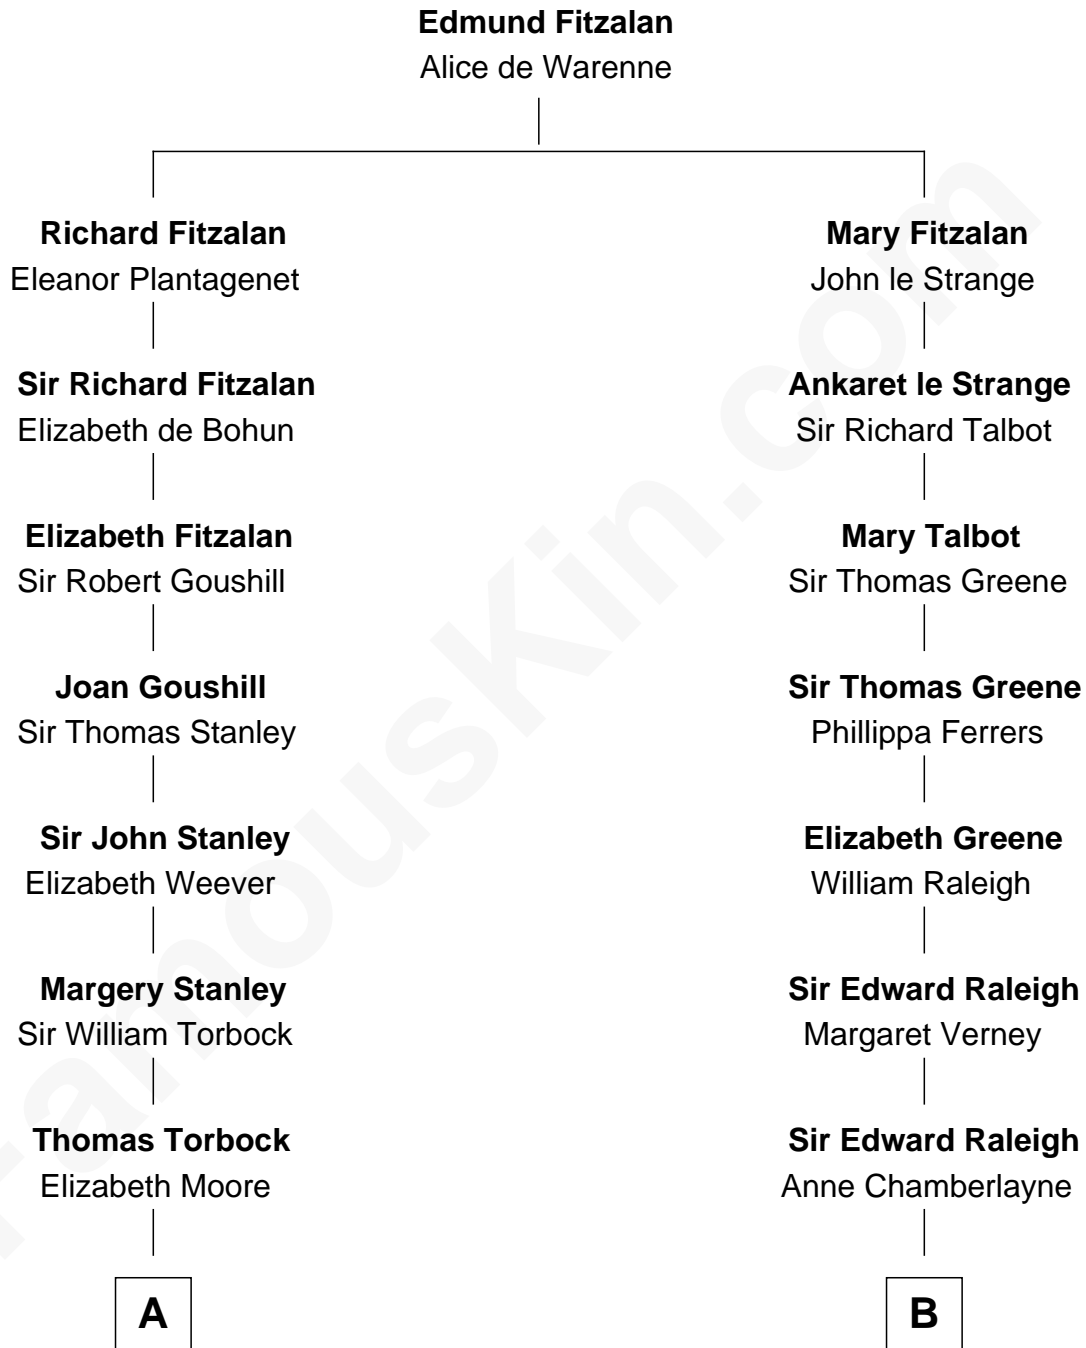 Edmund Fitzalan
Alice de Warenne
Richard Fitzalan
Eleanor Plantagenet
Mary Fitzalan
John le Strange
Sir Richard Fitzalan
Elizabeth de Bohun
Ankaret le Strange
Sir Richard Talbot
Elizabeth Fitzalan
Sir Robert Goushill
Mary Talbot
Sir Thomas Greene
Joan Goushill
Sir Thomas Stanley
Sir Thomas Greene
Phillippa Ferrers
Sir John Stanley
Elizabeth Weever
Elizabeth Greene
William Raleigh
Margery Stanley
Sir William Torbock
Sir Edward Raleigh
Margaret Verney
Thomas Torbock
Elizabeth Moore
Sir Edward Raleigh
Anne Chamberlayne
A
B
FamousKin.com